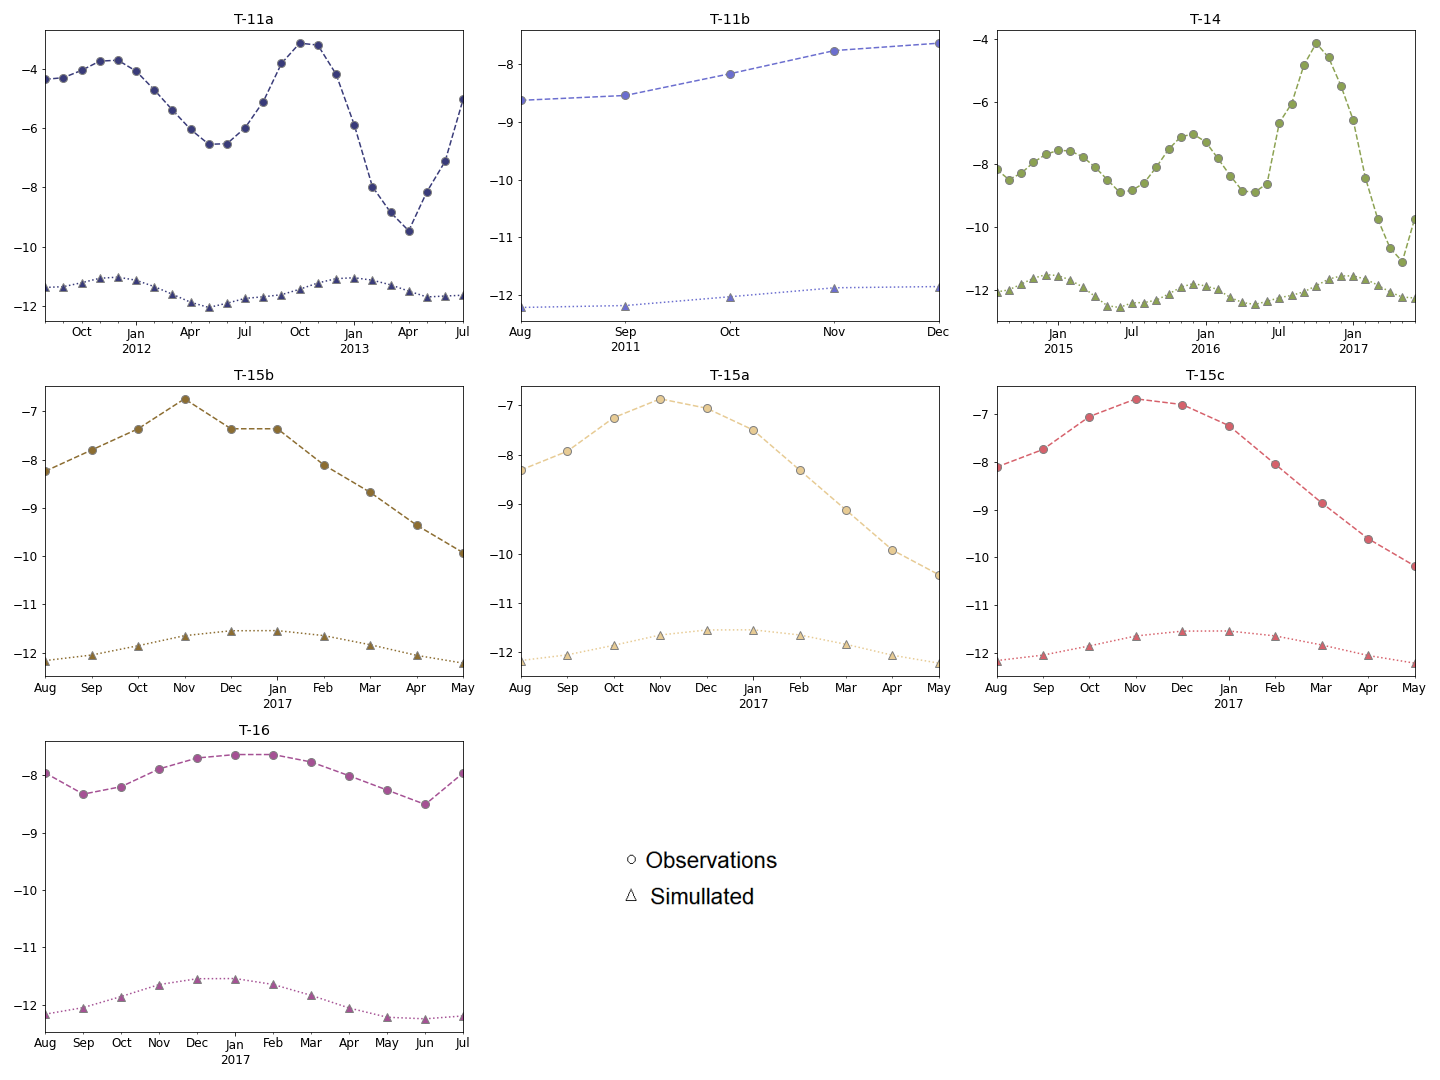 T-11a
−4
−6
−8
−10
−12
Oct Jan Apr Jul Oct Jan Apr Jul
2012 2013
T-11b
−8
−9
−10
−11
−12
Aug Sep Oct Nov Dec
2011
T-14
−4
−6
−8
−10
−12
Jan Jul Jan Jul Jan
2015 2016 2017
T-15b
−7
−8
−9
−10
−11
−12
Aug Sep Oct Nov Dec Jan Feb Mar Apr May
2017
T-15a
−7
−8
−9
−10
−11
−12
Aug Sep Oct Nov Dec Jan Feb Mar Apr May
2017
T-15c
−7
−8
−9
−10
−11
−12
Aug Sep Oct Nov Dec Jan Feb Mar Apr May
2017
T-16
−8
−9
−10
−11
−12
Aug Sep Oct Nov Dec Jan Feb Mar Apr May Jun Jul
2017
Observations
Simullated